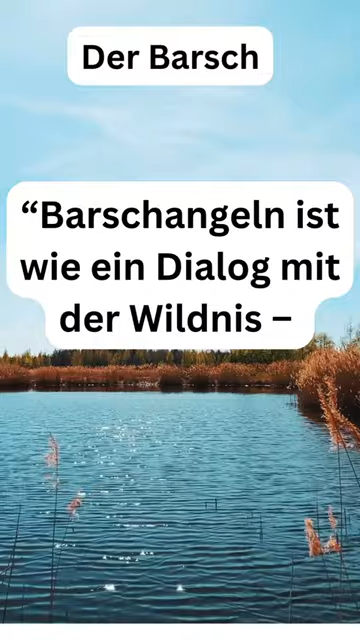 Der Barsch
“Barschangeln ist
wie ein Dialog mit
der Wildnis –